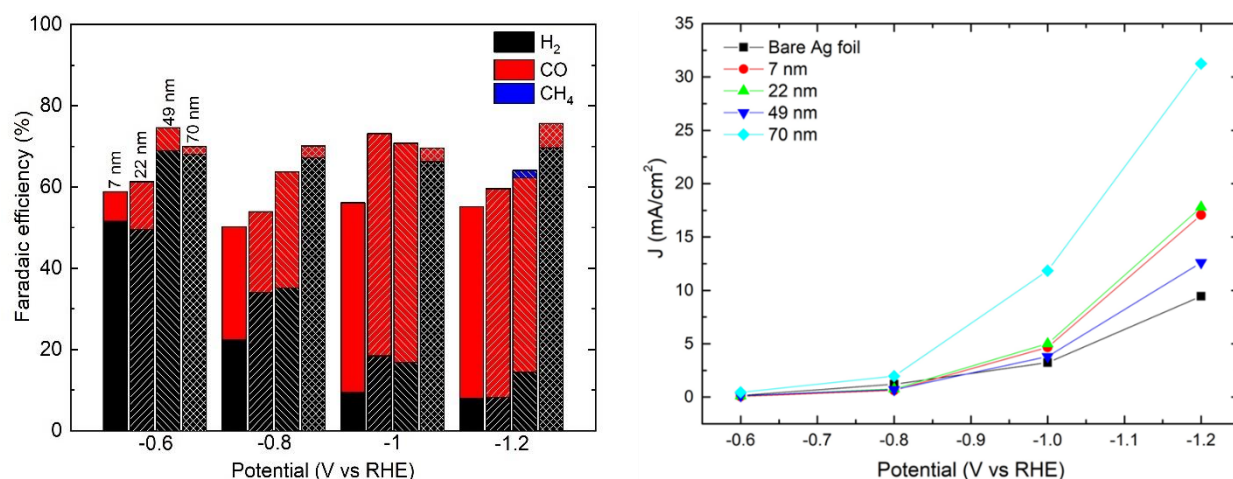 Faradaic efficiency (%)
100
80
60
40
20
0
H₂
CO
CH₄
7 nm
22 nm
49 nm
70 nm
-0.6 -0.8 -1 -1.2
Potential (V vs RHE)
J (mA/cm²)
35
30
25
20
15
10
5
0
Bare Ag foil
7 nm
22 nm
49 nm
70 nm
-0.6 -0.7 -0.8 -0.9 -1.0 -1.1 -1.2
Potential (V vs RHE)